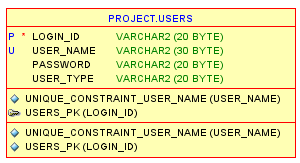 PROJECT.USERS
P * LOGIN_ID VARCHAR2 (20 BYTE)
U USER_NAME VARCHAR2 (30 BYTE)
PASSWORD VARCHAR2 (20 BYTE)
USER_TYPE VARCHAR2 (20 BYTE)
UNIQUE_CONSTRAINT_USER_NAME (USER_NAME)
USERS_PK (LOGIN_ID)
UNIQUE_CONSTRAINT_USER_NAME (USER_NAME)
USERS_PK (LOGIN_ID)